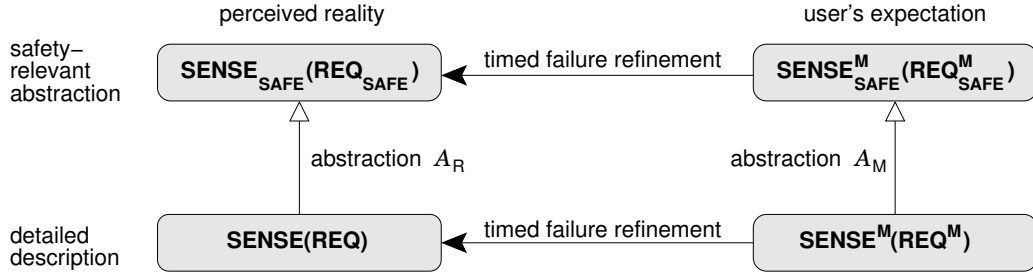 perceived reality
user's expectation
safety−
relevant
abstraction
SENSE_SAFE(REQ_SAFE)
timed failure refinement
SENSE^M_SAFE(REQ^M_SAFE)
abstraction A_R
abstraction A_M
detailed
description
SENSE(REQ)
timed failure refinement
SENSE^M(REQ^M)